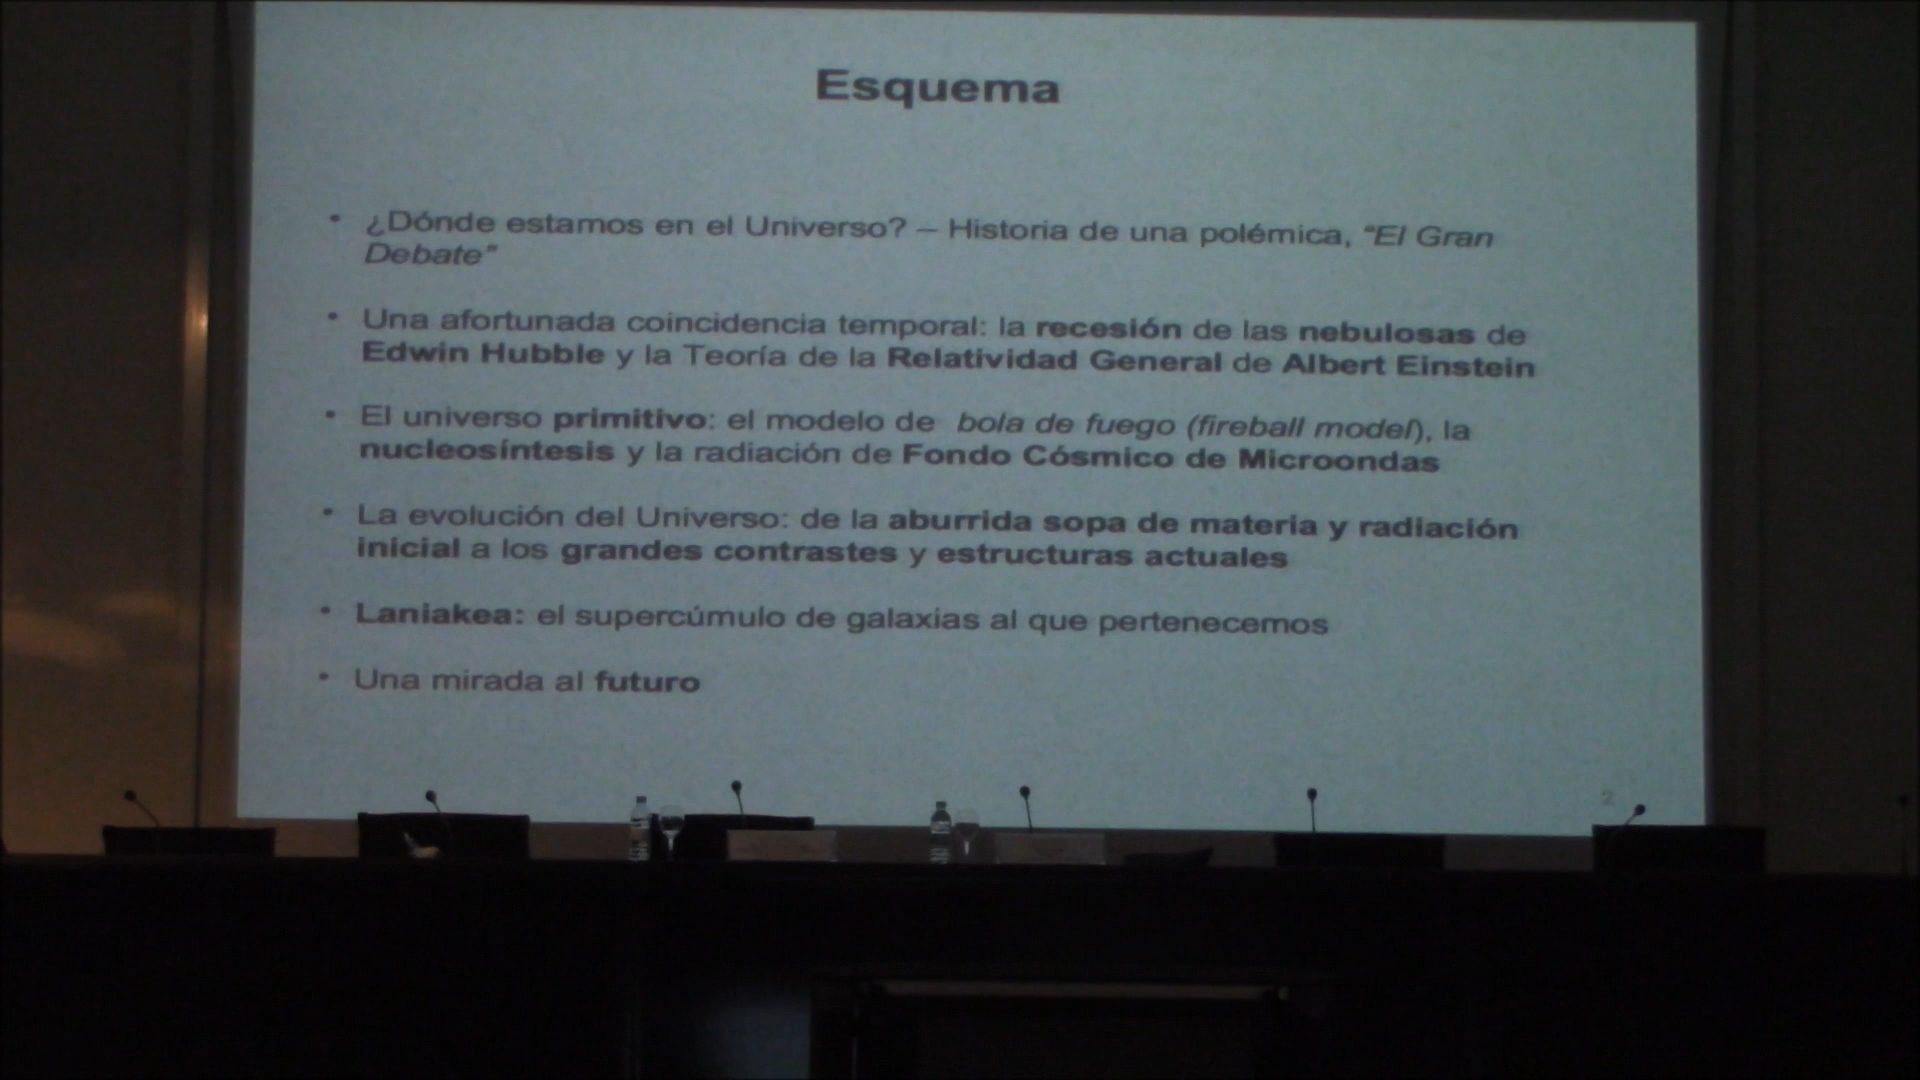 Esquema
• ¿Dónde estamos en el Universo? – Historia de una polémica, "El Gran
Debate"
• Una afortunada coincidencia temporal: la recesión de las nebulosas de
Edwin Hubble y la Teoría de la Relatividad General de Albert Einstein
• El universo primitivo: el modelo de bola de fuego (fireball model), la
nucleosíntesis y la radiación de Fondo Cósmico de Microondas
• La evolución del Universo: de la aburrida sopa de materia y radiación
inicial a los grandes contrastes y estructuras actuales
• Laniakea: el supercúmulo de galaxias al que pertenecemos
• Una mirada al futuro
2